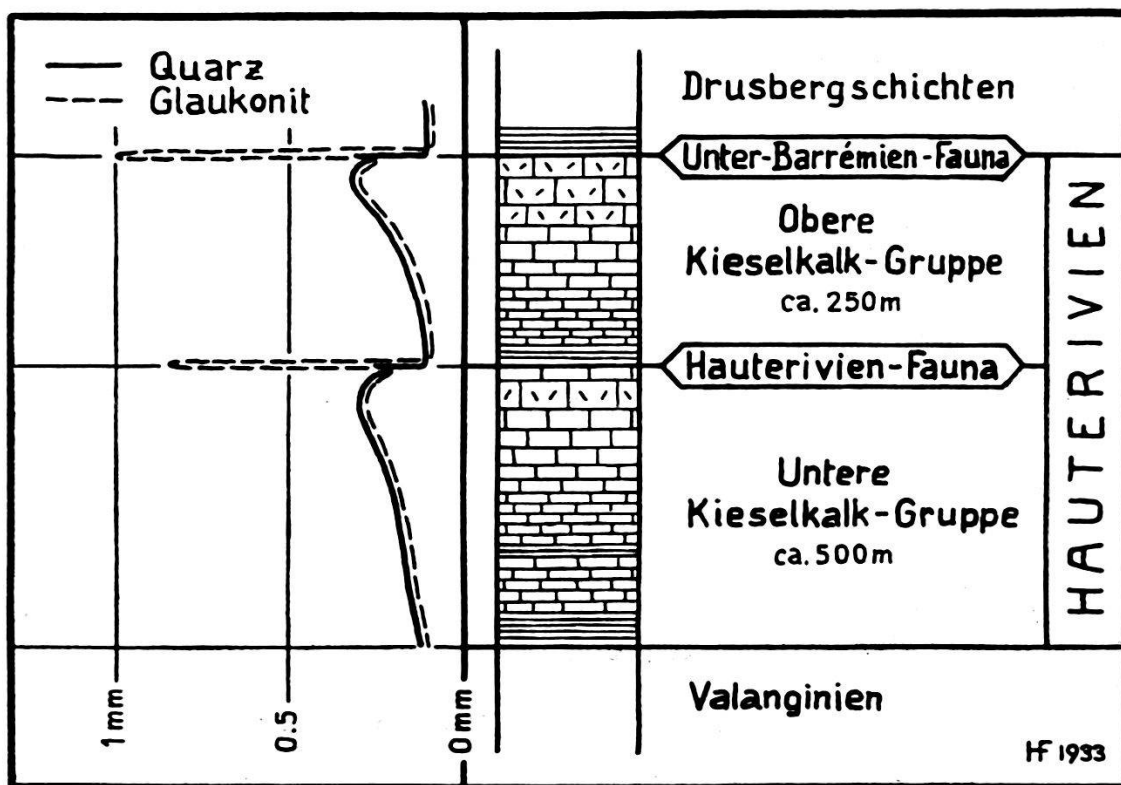 Quarz
Glaukonit
Drusbergschichten
Unter-Barrémien-Fauna
Obere
Kieselkalk-Gruppe
ca. 250m
Hauterivien-Fauna
Untere
Kieselkalk-Gruppe
ca. 500m
HAUTERIVIEN
Valanginien
1mm
0.5
0mm
HF 1933